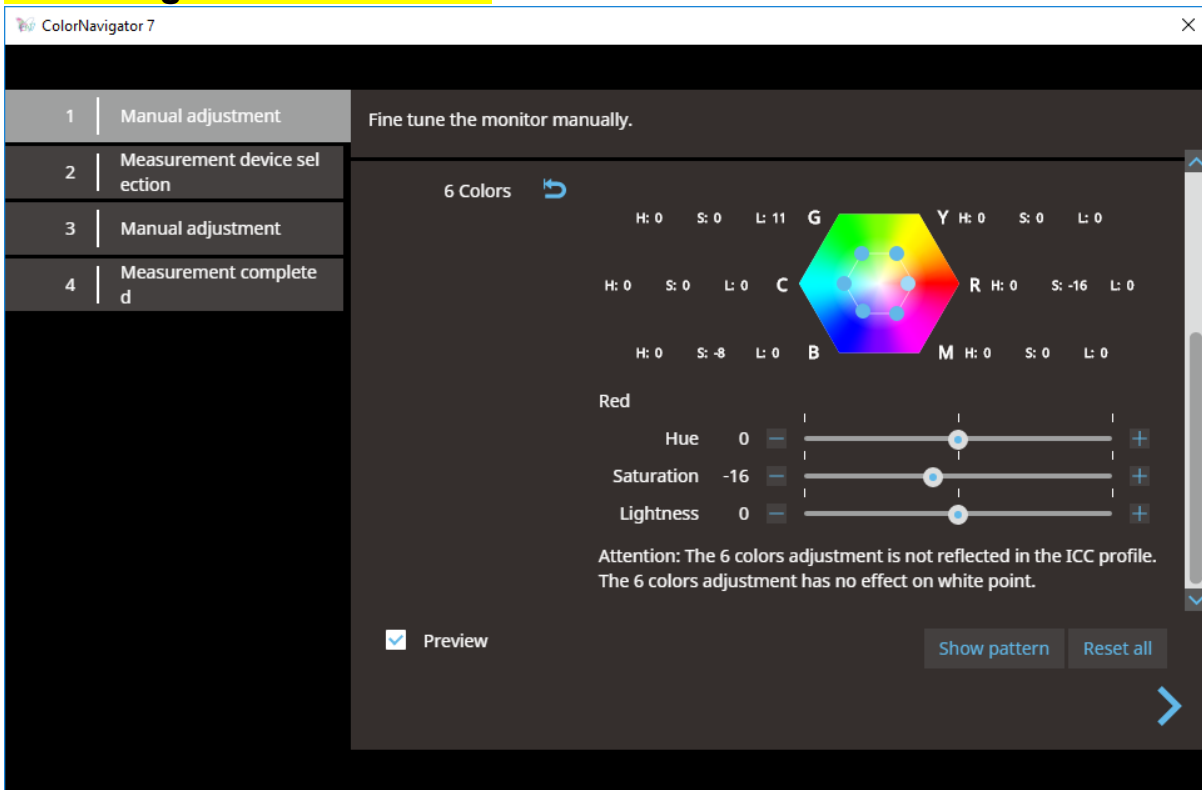 ColorNavigator 7
1 Manual adjustment
2 Measurement device sel
ection
3 Manual adjustment
4 Measurement complete
d
Fine tune the monitor manually.
6 Colors
H: 0 S: 0 L: 11 G Y H: 0 S: 0 L: 0
H: 0 S: 0 L: 0 C R H: 0 S: -16 L: 0
H: 0 S: -8 L: 0 B M H: 0 S: 0 L: 0
Red
Hue 0
Saturation -16
Lightness 0
Attention: The 6 colors adjustment is not reflected in the ICC profile.
The 6 colors adjustment has no effect on white point.
Preview
Show pattern Reset all